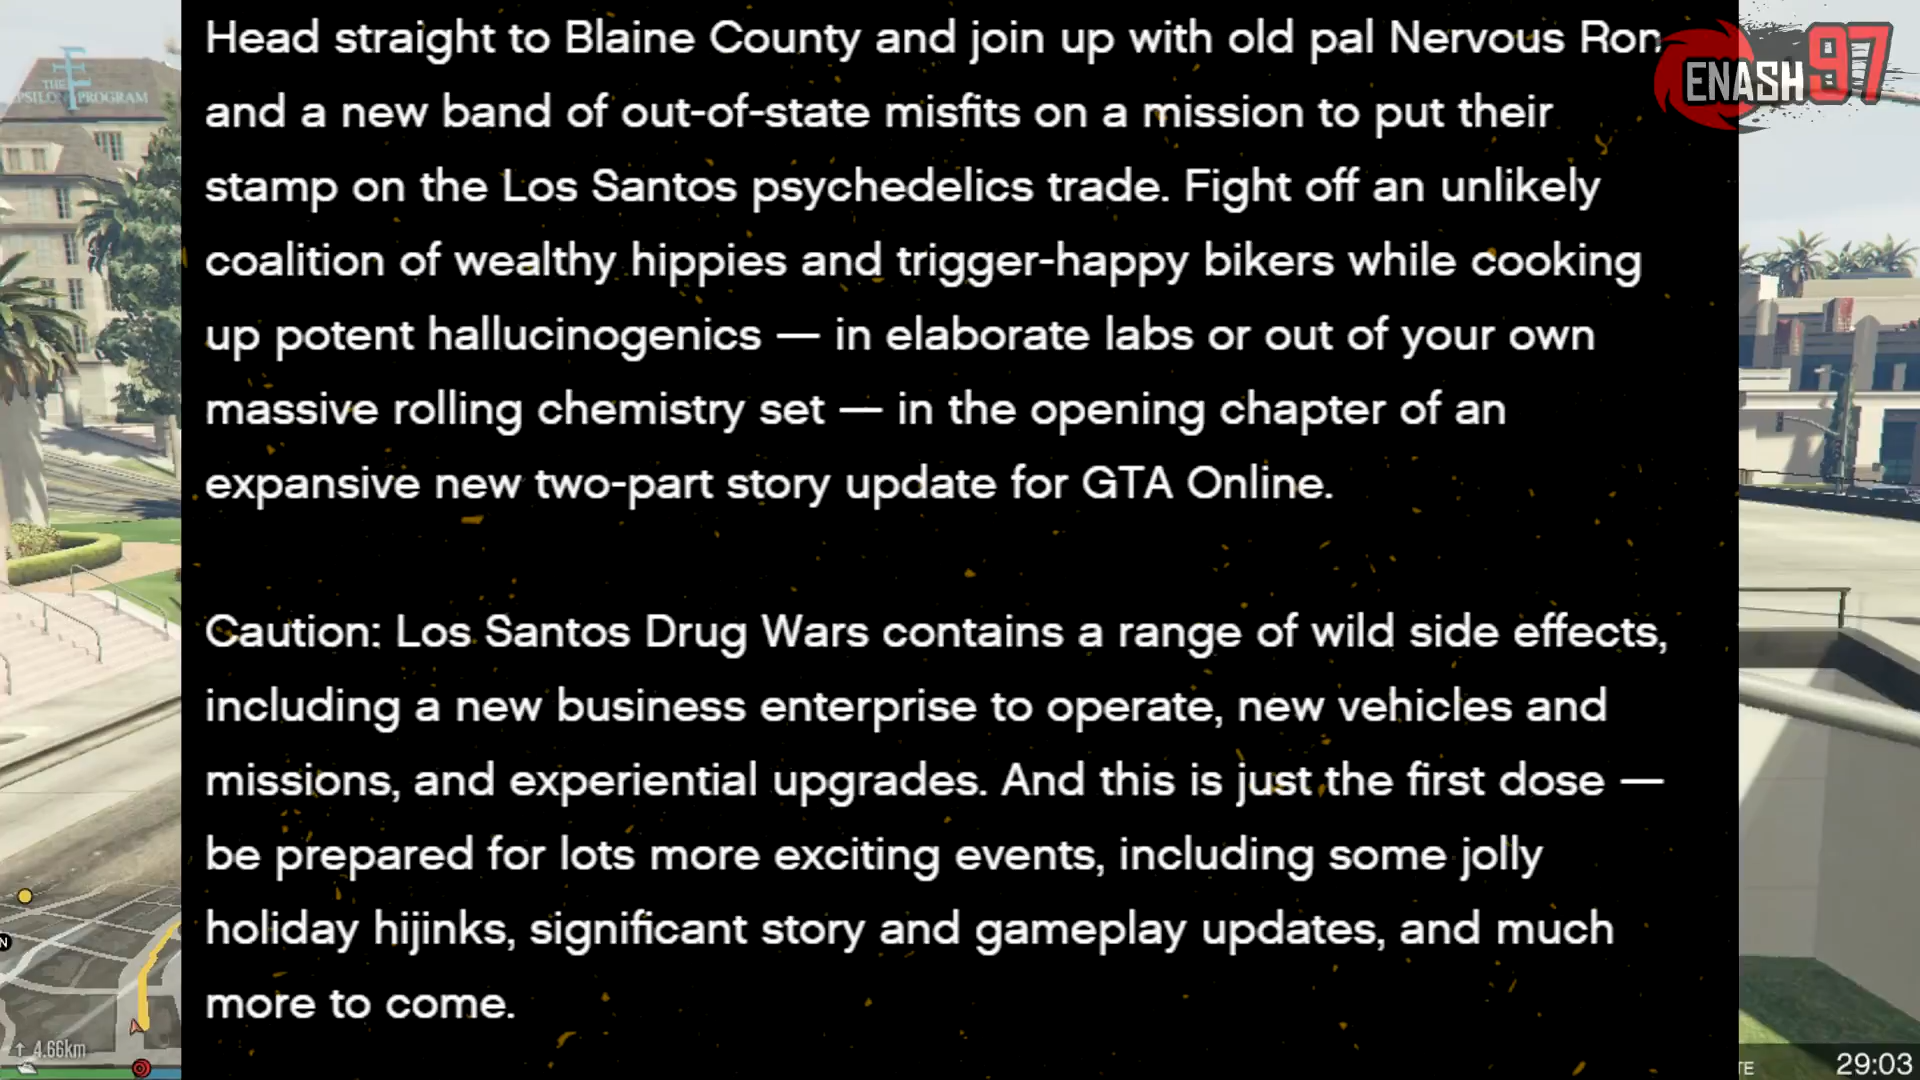 Head straight to Blaine County and join up with old pal Nervous Ron
and a new band of out-of-state misfits on a mission to put their
stamp on the Los Santos psychedelics trade. Fight off an unlikely
coalition of wealthy hippies and trigger-happy bikers while cooking
up potent hallucinogenics — in elaborate labs or out of your own
massive rolling chemistry set — in the opening chapter of an
expansive new two-part story update for GTA Online.
Caution: Los Santos Drug Wars contains a range of wild side effects,
including a new business enterprise to operate, new vehicles and
missions, and experiential upgrades. And this is just the first dose —
be prepared for lots more exciting events, including some jolly
holiday hijinks, significant story and gameplay updates, and much
more to come.
ENASH97
THE
PSILON PROGRAM
N
4.66km
TE
29:03